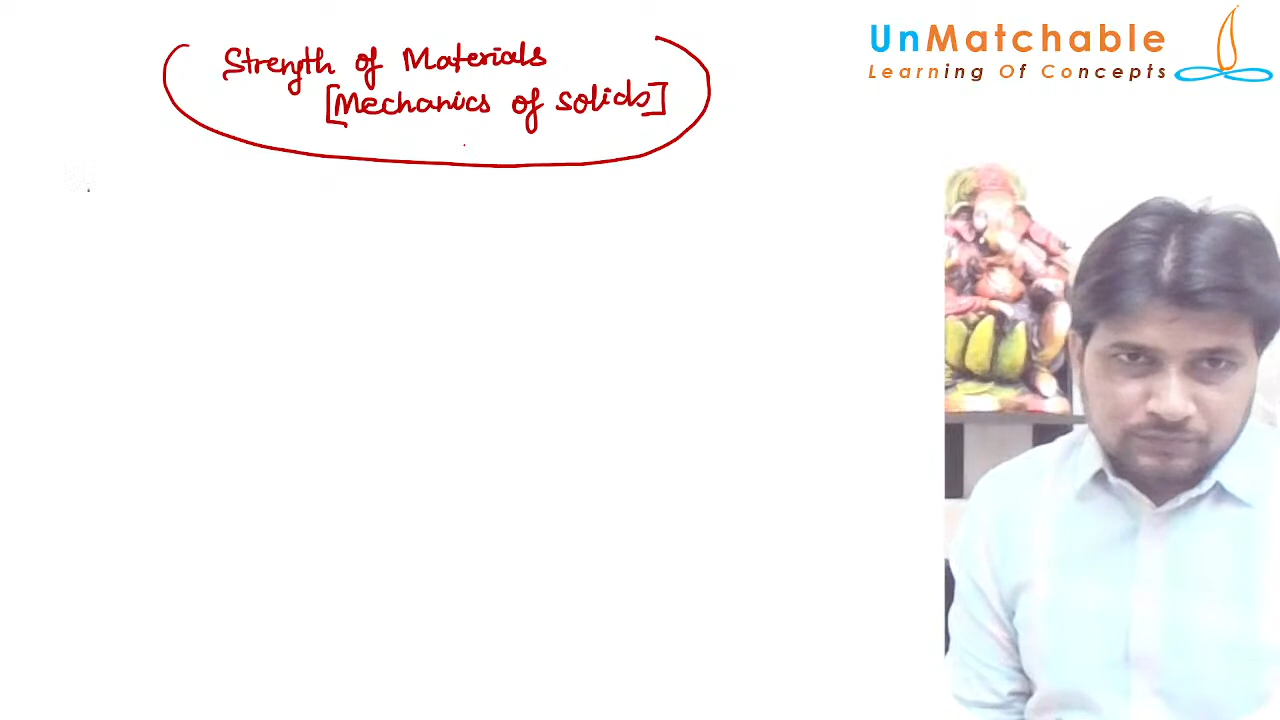 Strength of Materials
[Mechanics of solids]
UnMatchable
Learning Of Concepts